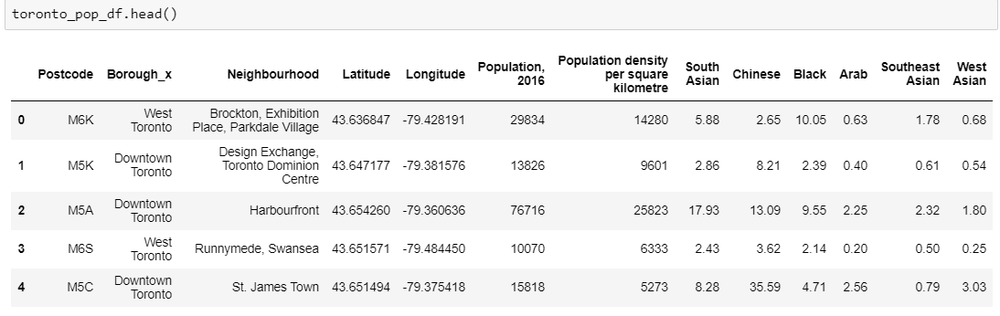 toronto_pop_df.head()
Postcode Borough_x Neighbourhood Latitude Longitude Population, 2016 Population density per square kilometre South Asian Chinese Black Arab Southeast Asian West Asian
0 M6K West Toronto Brockton, Exhibition Place, Parkdale Village 43.636847 -79.428191 29834 14280 5.88 2.65 10.05 0.63 1.78 0.68
1 M5K Downtown Toronto Design Exchange, Toronto Dominion Centre 43.647177 -79.381576 13826 9601 2.86 8.21 2.39 0.40 0.61 0.54
2 M5A Downtown Toronto Harbourfront 43.654260 -79.360636 76716 25823 17.93 13.09 9.55 2.25 2.32 1.80
3 M6S West Toronto Runnymede, Swansea 43.651571 -79.484450 10070 6333 2.43 3.62 2.14 0.20 0.50 0.25
4 M5C Downtown Toronto St. James Town 43.651494 -79.375418 15818 5273 8.28 35.59 4.71 2.56 0.79 3.03